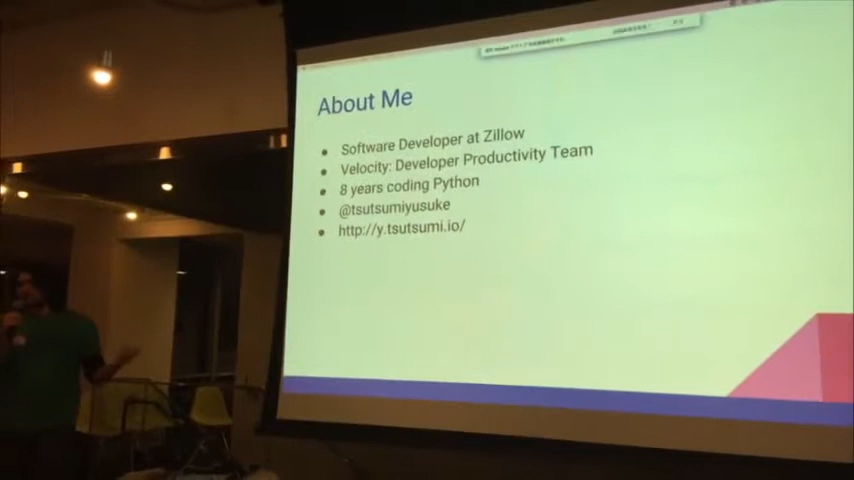 About Me
Software Developer at Zillow
Velocity: Developer Productivity Team
8 years coding Python
@tsutsumiyusuke
http://y.tsutsumi.io/